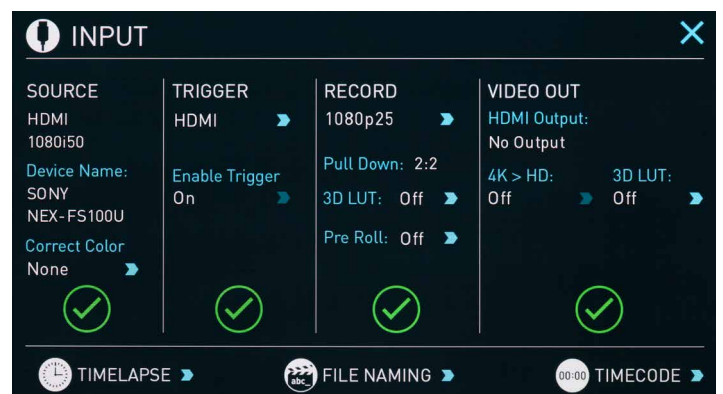 INPUT
SOURCE
HDMI
1080i50
Device Name:
SONY
NEX-FS100U
Correct Color
None
TRIGGER
HDMI
Enable Trigger
On
RECORD
1080p25
Pull Down: 2:2
3D LUT: Off
Pre Roll: Off
VIDEO OUT
HDMI Output:
No Output
4K > HD:
Off
3D LUT:
Off
TIMELAPSE
abc_
FILE NAMING
00:00
TIMECODE